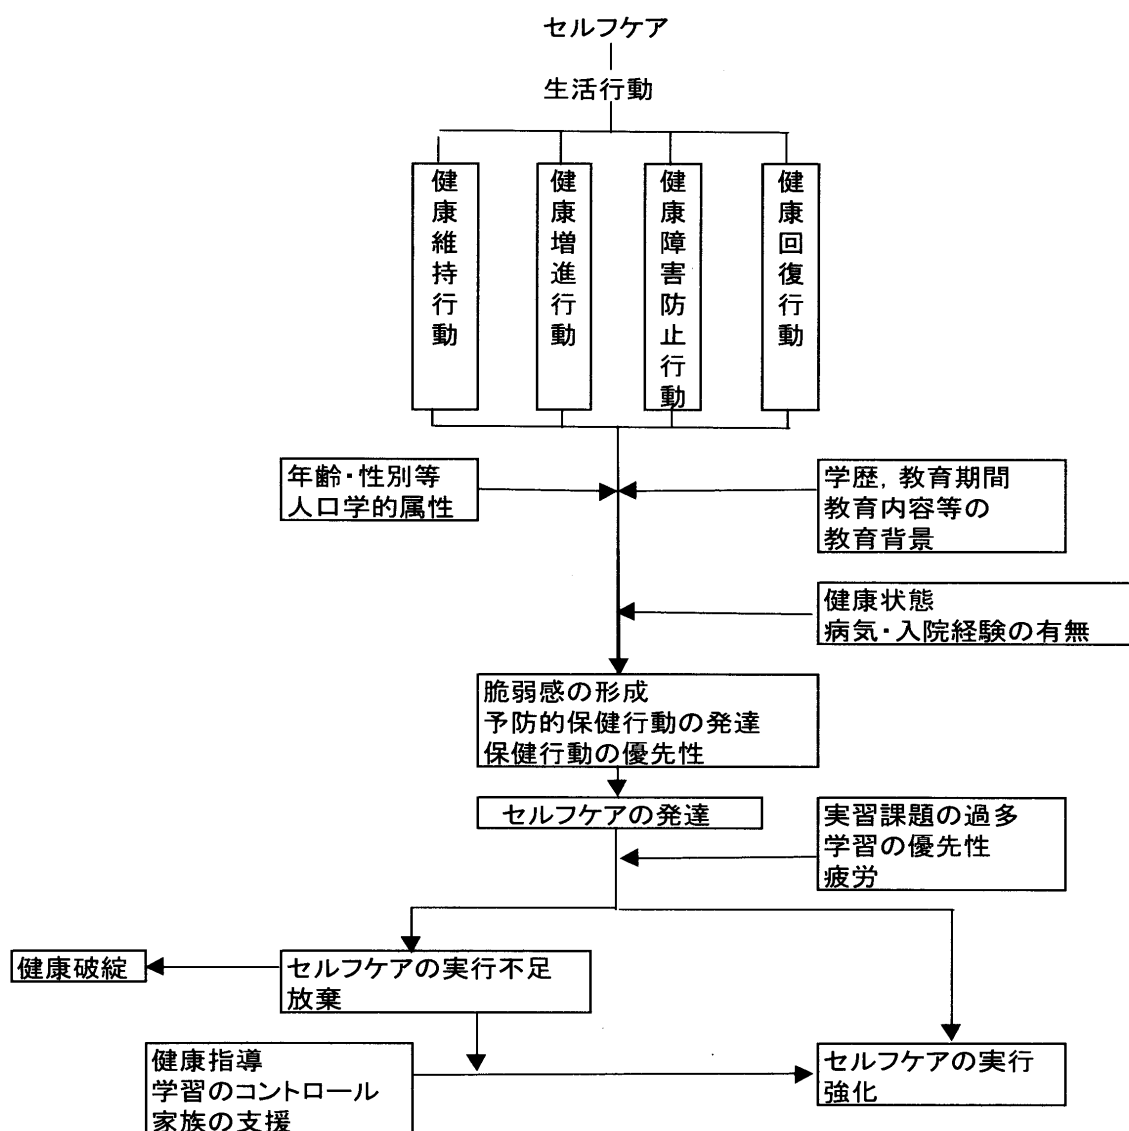 セルフケア
生活行動
健康維持行動
健康増進行動
健康障害防止行動
健康回復行動
年齢・性別等
人口学的属性
学歴，教育期間
教育内容等の
教育背景
健康状態
病気・入院経験の有無
脆弱感の形成
予防的保健行動の発達
保健行動の優先性
セルフケアの発達
実習課題の過多
学習の優先性
疲労
健康破綻
セルフケアの実行不足
放棄
健康指導
学習のコントロール
家族の支援
セルフケアの実行
強化